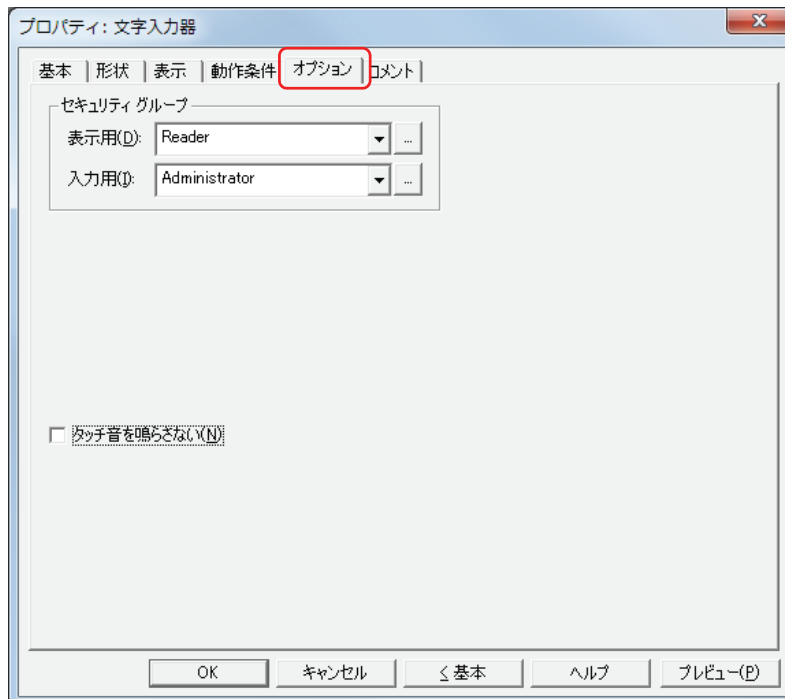 プロパティ: 文字入力器
基本 形状 表示 動作条件 オプション コメント
セキュリティ グループ
表示用(D): Reader ...
入力用(I): Administrator ...
タッチ音を鳴らさない(N)
OK キャンセル < 基本 ヘルプ プレビュー(P)